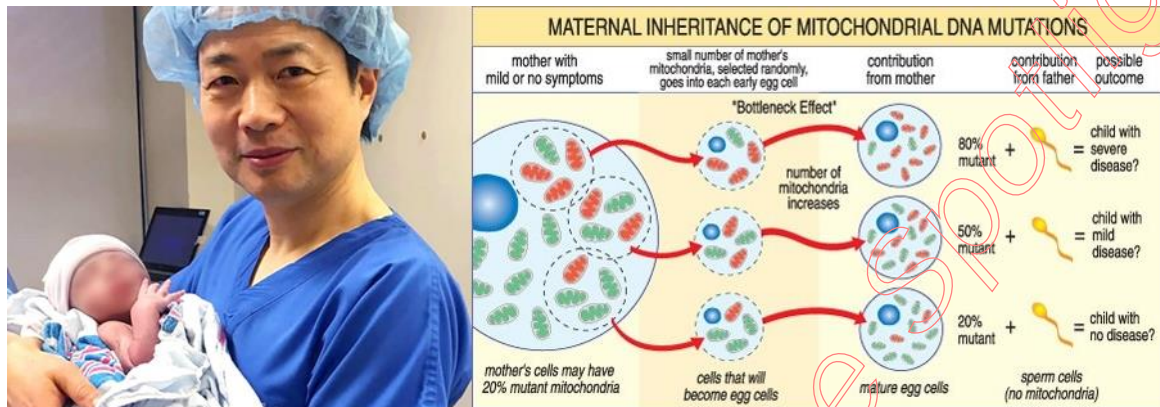 MATERNAL INHERITANCE OF MITOCHONDRIAL DNA MUTATIONS
mother with
mild or no symptoms
small number of mother's
mitochondria, selected randomly,
goes into each early egg cell
contribution
from mother
contribution
from father
possible
outcome
"Bottleneck Effect"
number of
mitochondria
increases
80%
mutant
+
=
child with
severe
disease?
50%
mutant
+
=
child with
mild
disease?
20%
mutant
+
=
child with
no disease?
mother's cells may have
20% mutant mitochondria
cells that will
become egg cells
mature egg cells
sperm cells
(no mitochondria)